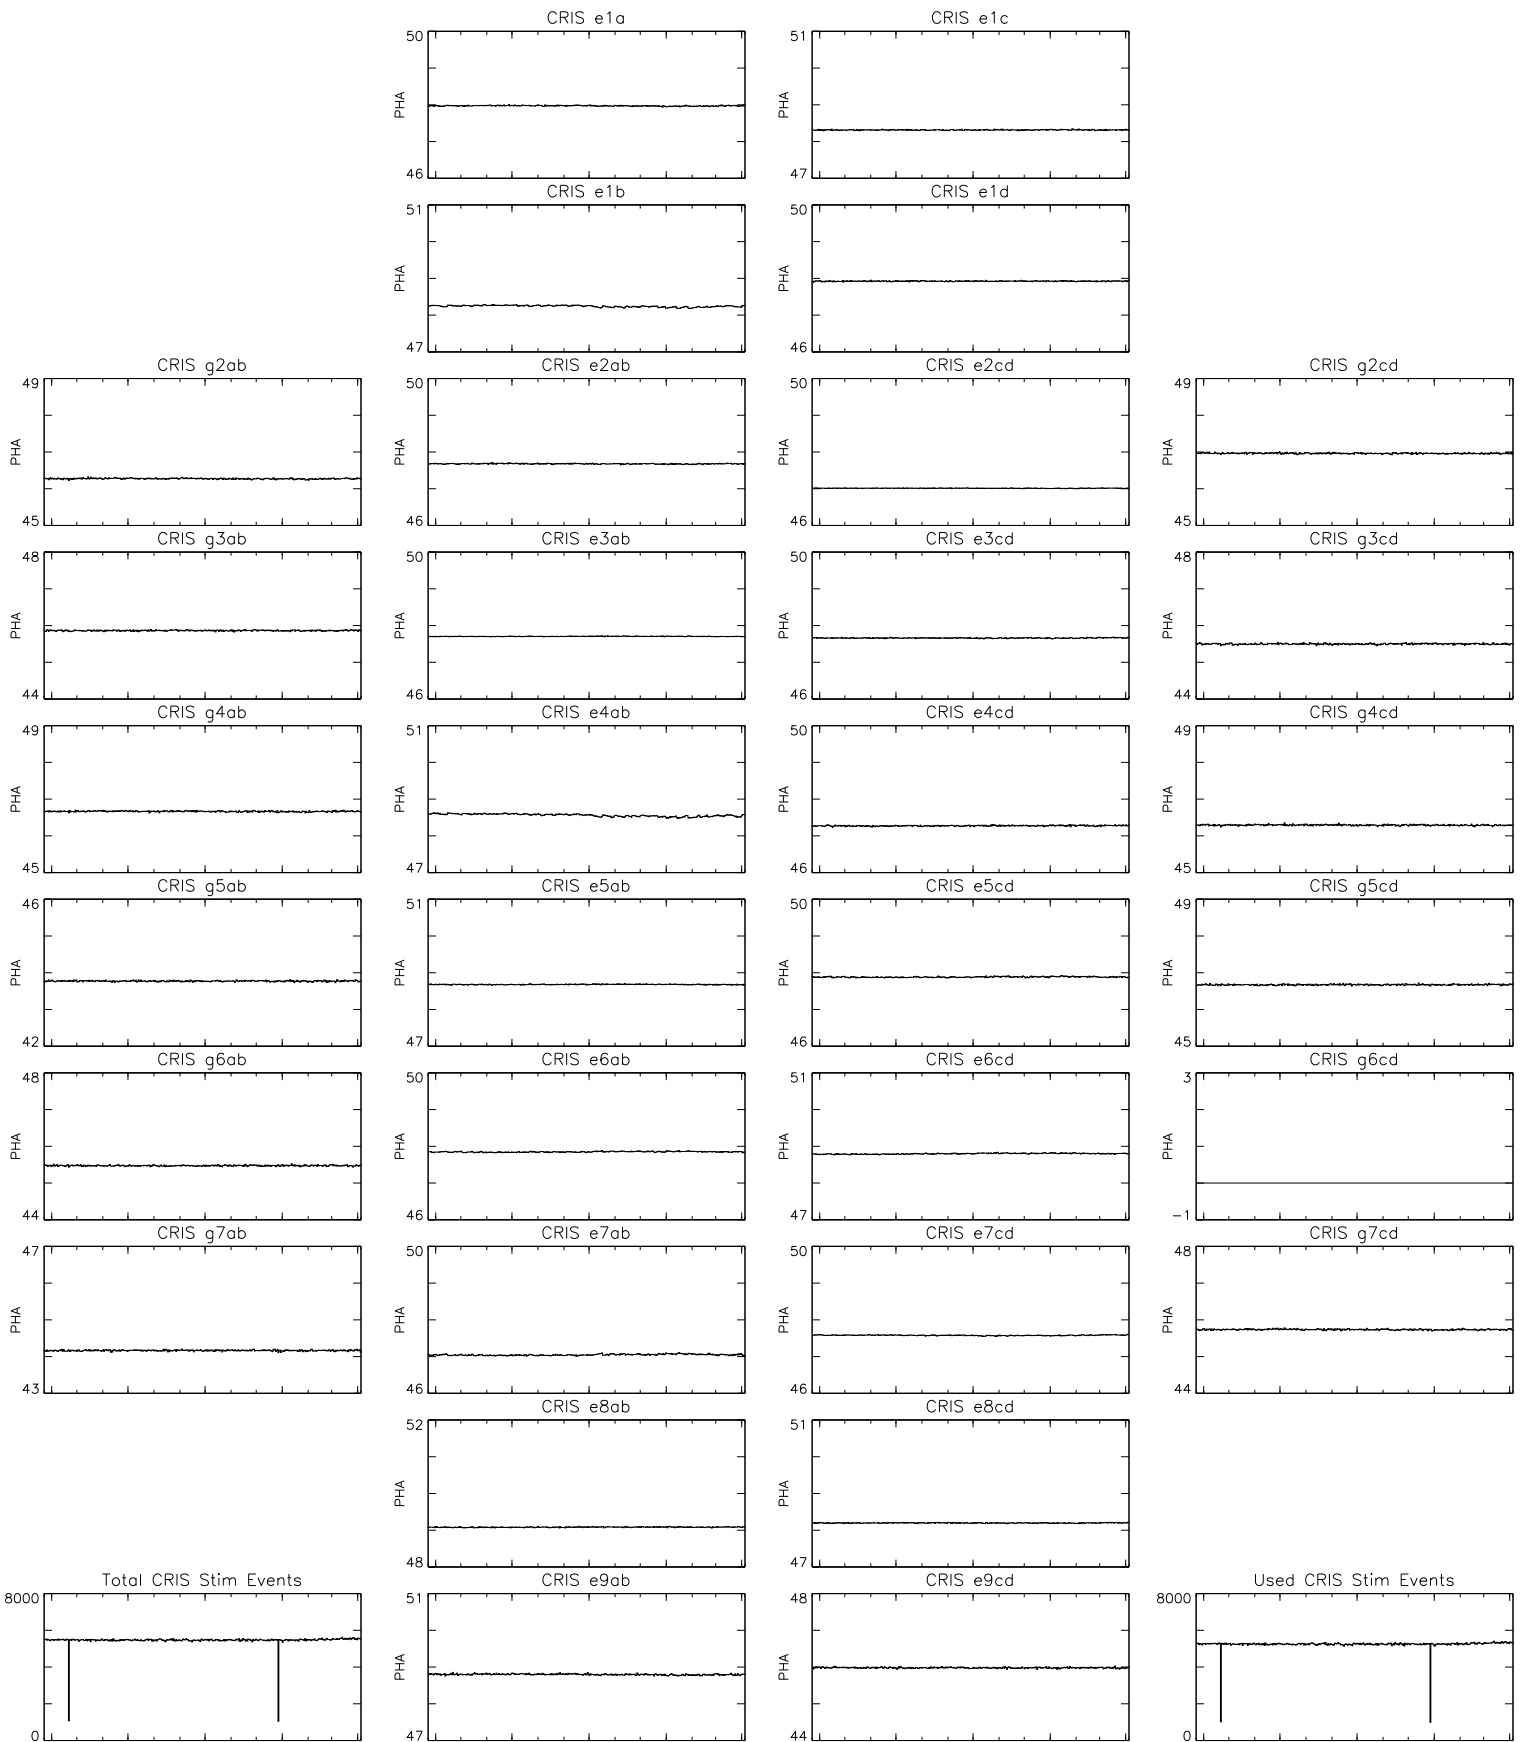 CRIS e1a
50
PHA
46
CRIS e1c
51
PHA
47
CRIS e1b
51
PHA
47
CRIS e1d
50
PHA
46
CRIS g2ab
49
PHA
45
CRIS e2ab
50
PHA
46
CRIS e2cd
50
PHA
46
CRIS g2cd
49
PHA
45
CRIS g3ab
48
PHA
44
CRIS e3ab
50
PHA
46
CRIS e3cd
50
PHA
46
CRIS g3cd
48
PHA
44
CRIS g4ab
49
PHA
45
CRIS e4ab
51
PHA
47
CRIS e4cd
50
PHA
46
CRIS g4cd
49
PHA
45
CRIS g5ab
46
PHA
42
CRIS e5ab
51
PHA
47
CRIS e5cd
50
PHA
46
CRIS g5cd
49
PHA
45
CRIS g6ab
48
PHA
44
CRIS e6ab
50
PHA
46
CRIS e6cd
51
PHA
47
CRIS g6cd
3
PHA
-1
CRIS g7ab
47
PHA
43
CRIS e7ab
50
PHA
46
CRIS e7cd
50
PHA
46
CRIS g7cd
48
PHA
44
CRIS e8ab
52
PHA
48
CRIS e8cd
51
PHA
47
Total CRIS Stim Events
8000
0
CRIS e9ab
51
PHA
47
CRIS e9cd
48
PHA
44
Used CRIS Stim Events
8000
0